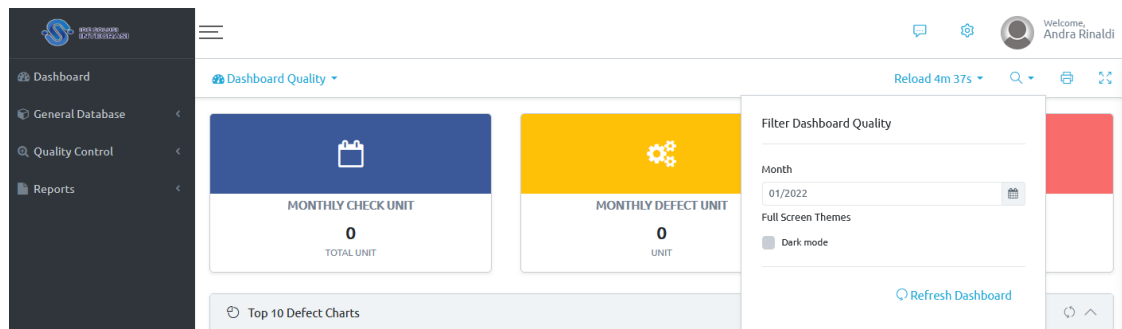 INTEGRASI
Welcome,
Andra Rinaldi
Dashboard
General Database
Quality Control
Reports
Dashboard Quality
Reload 4m 37s
MONTHLY CHECK UNIT
0
TOTAL UNIT
MONTHLY DEFECT UNIT
0
UNIT
Filter Dashboard Quality
Month
01/2022
Full Screen Themes
Dark mode
Refresh Dashboard
Top 10 Defect Charts